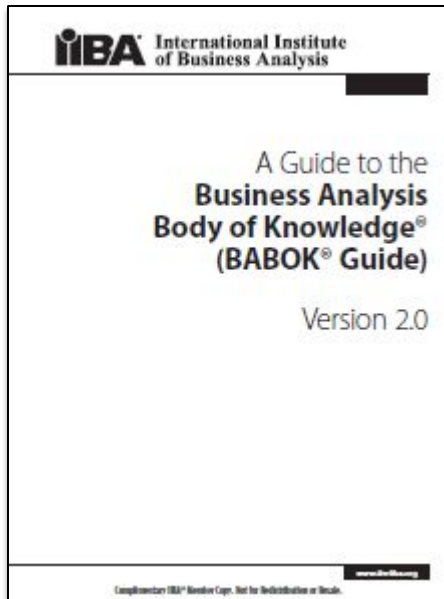 IIBA® International Institute
of Business Analysis
A Guide to the
Business Analysis
Body of Knowledge®
(BABOK® Guide)
Version 2.0
www.theiiba.org
Complimentary IIBA® Member Copy. Not for Redistribution or Resale.